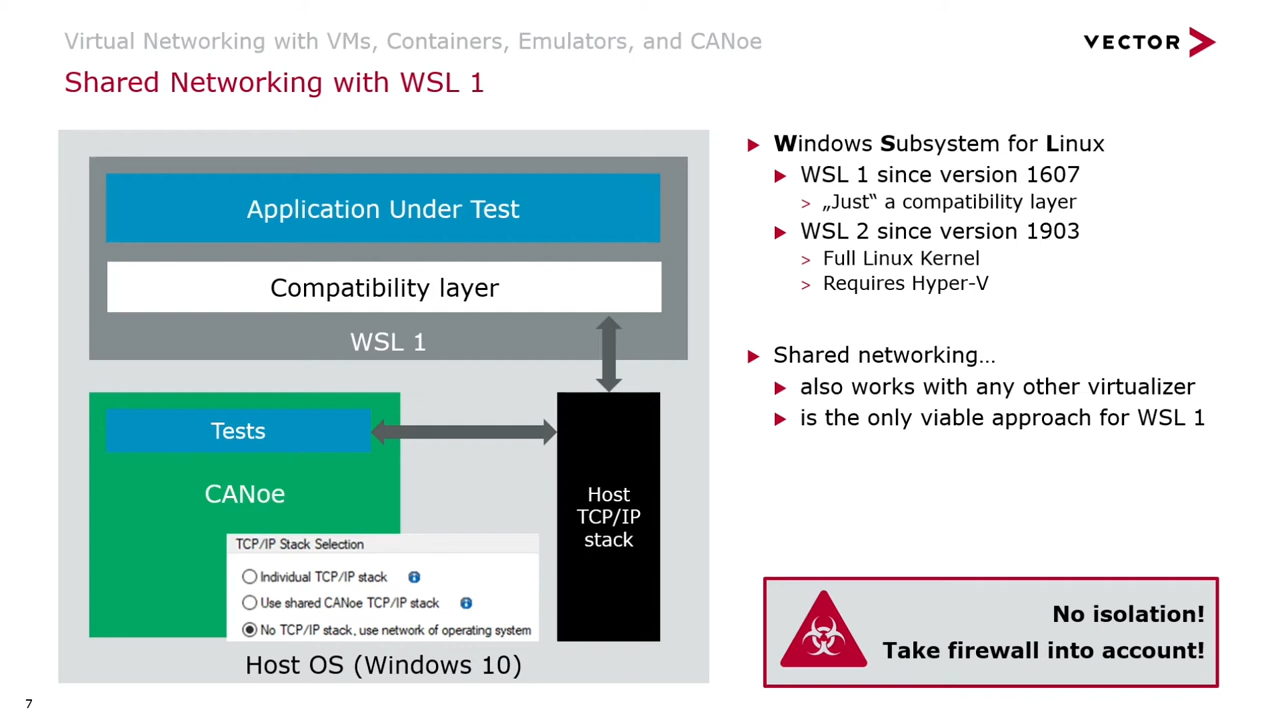 Virtual Networking with VMs, Containers, Emulators, and CANoe
VECTOR
Shared Networking with WSL 1
Application Under Test
Compatibility layer
WSL 1
Tests
CANoe
TCP/IP Stack Selection
Individual TCP/IP stack
Use shared CANoe TCP/IP stack
No TCP/IP stack, use network of operating system
Host
TCP/IP
stack
Host OS (Windows 10)
Windows Subsystem for Linux
WSL 1 since version 1607
> „Just“ a compatibility layer
WSL 2 since version 1903
> Full Linux Kernel
> Requires Hyper-V
Shared networking…
also works with any other virtualizer
is the only viable approach for WSL 1
No isolation!
Take firewall into account!
7